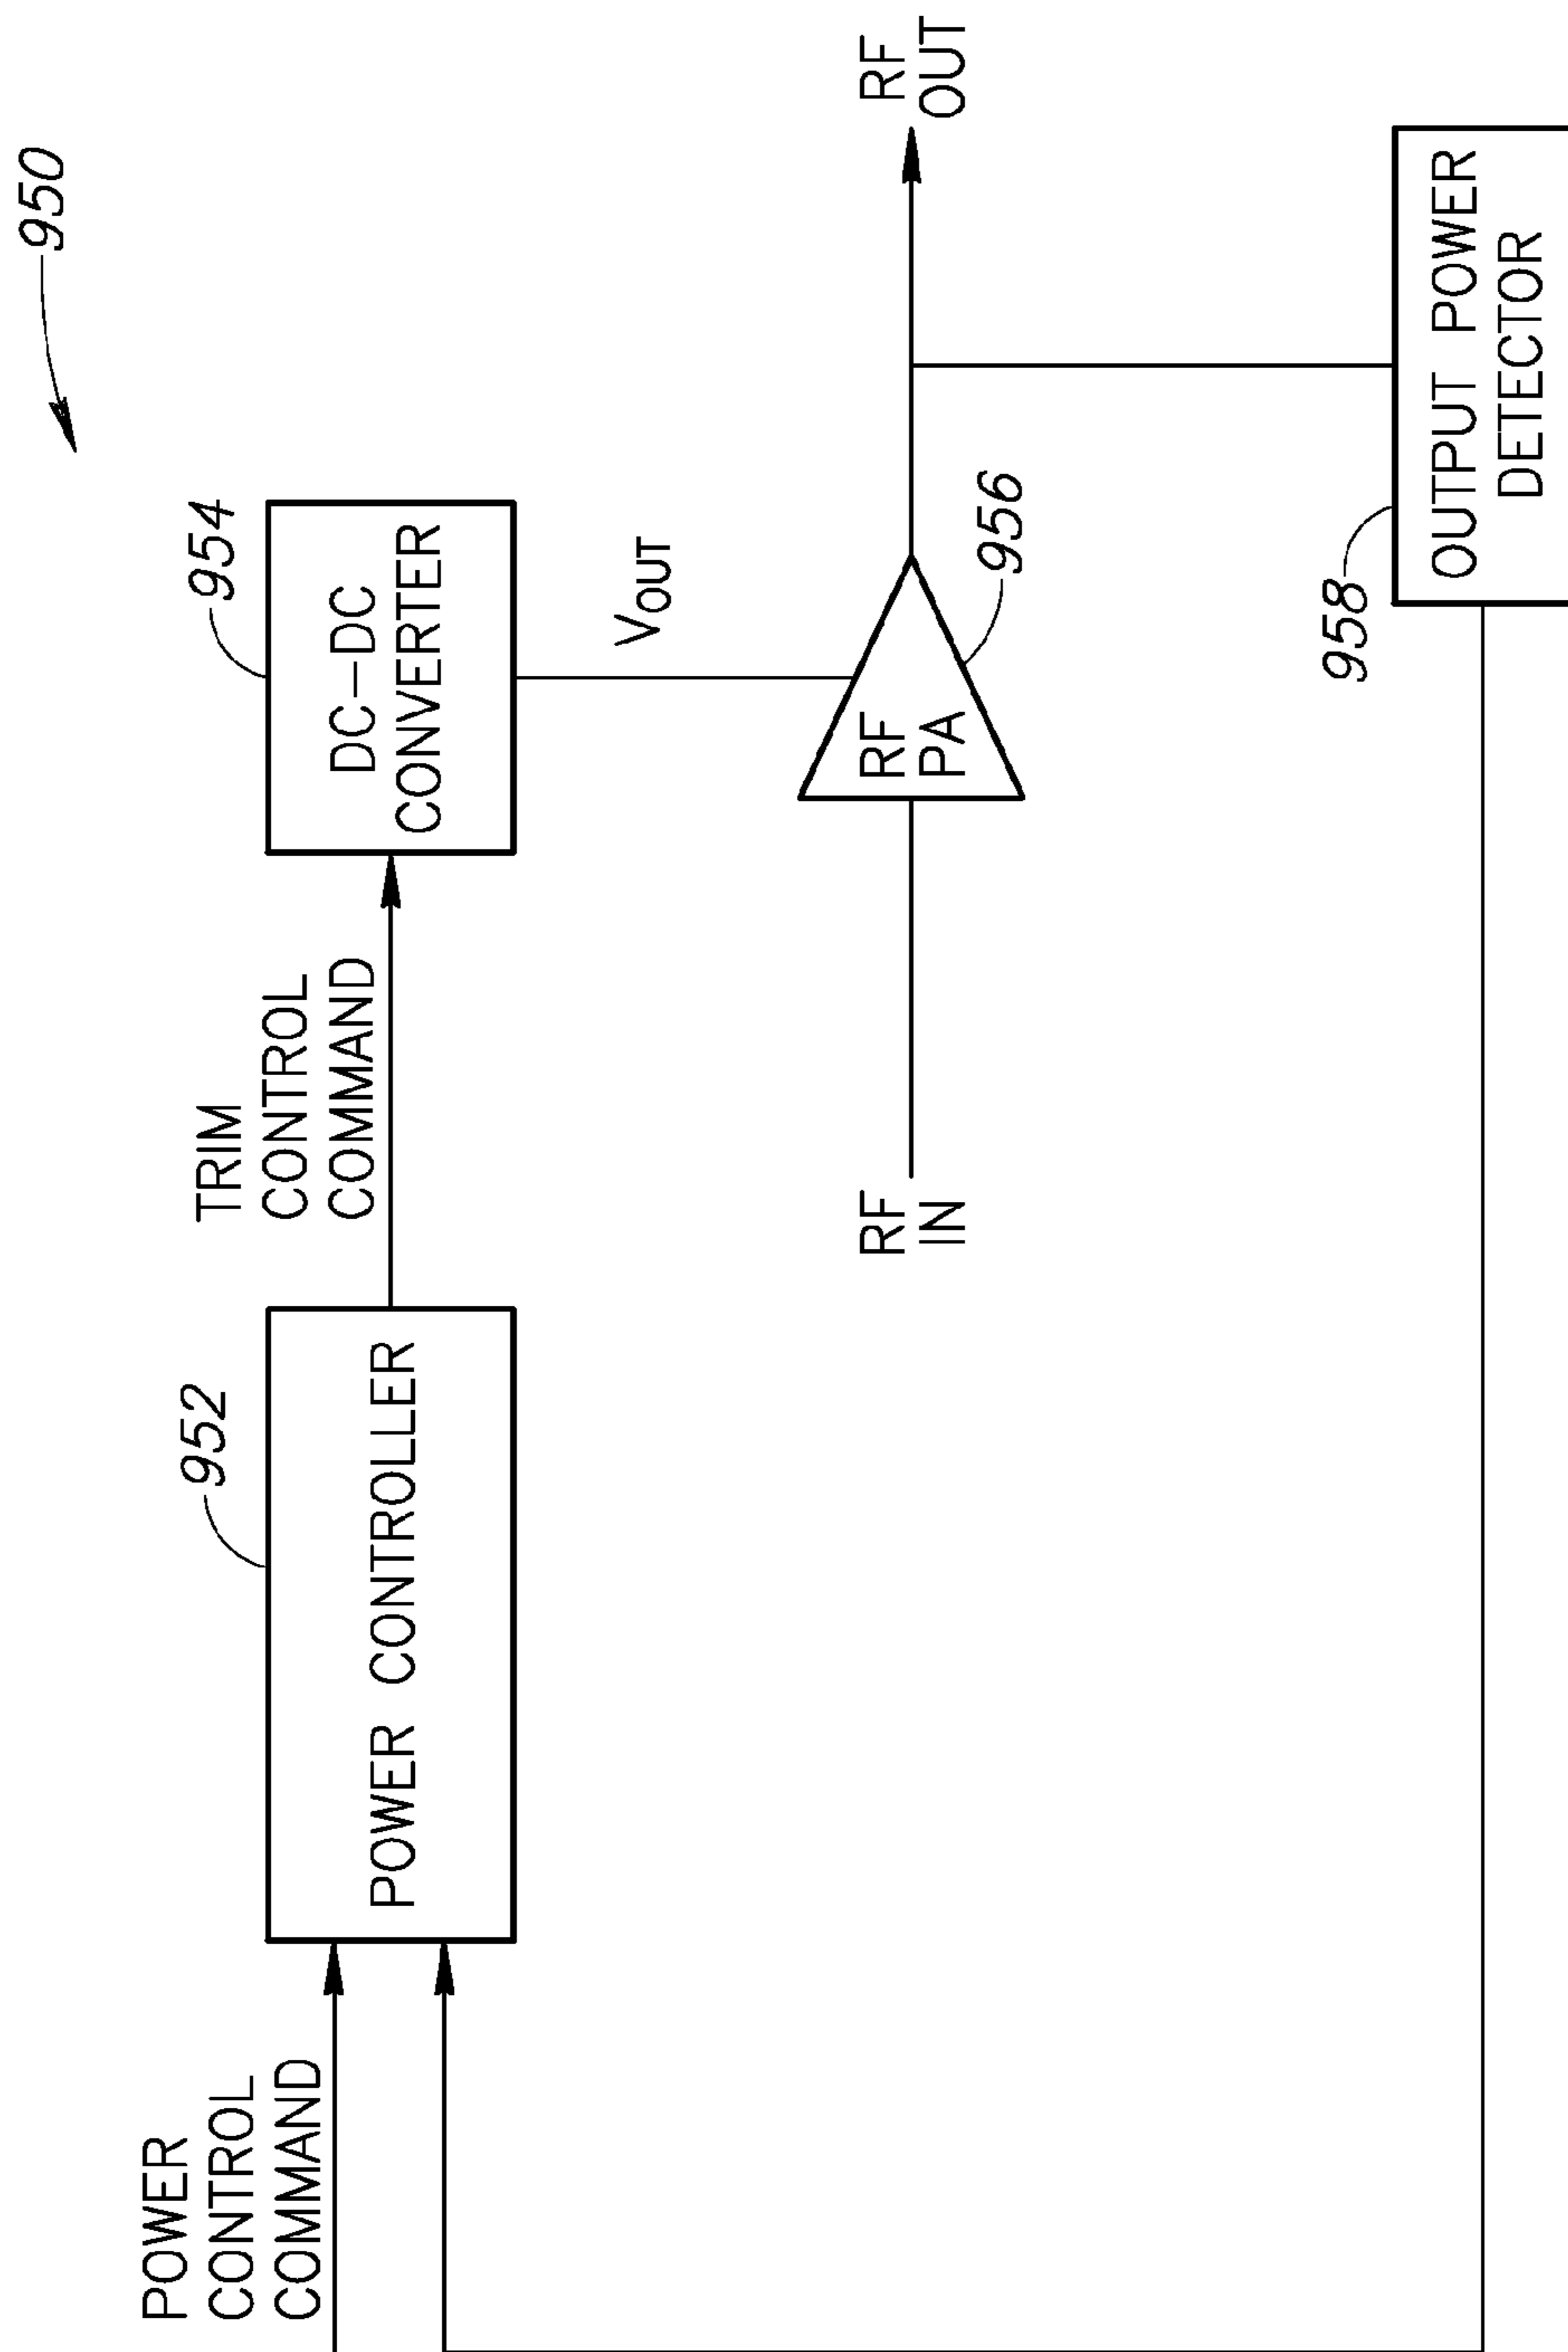 950
POWER
CONTROL
COMMAND
952
POWER CONTROLLER
TRIM
CONTROL
COMMAND
954
DC-DC
CONVERTER
VOUT
RF
IN
RF
PA
956
RF
OUT
958
OUTPUT POWER
DETECTOR